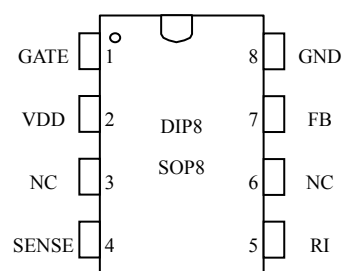 GATE 1 8 GND
VDD 2 DIP8 7 FB
SOP8
NC 3 6 NC
SENSE 4 5 RI